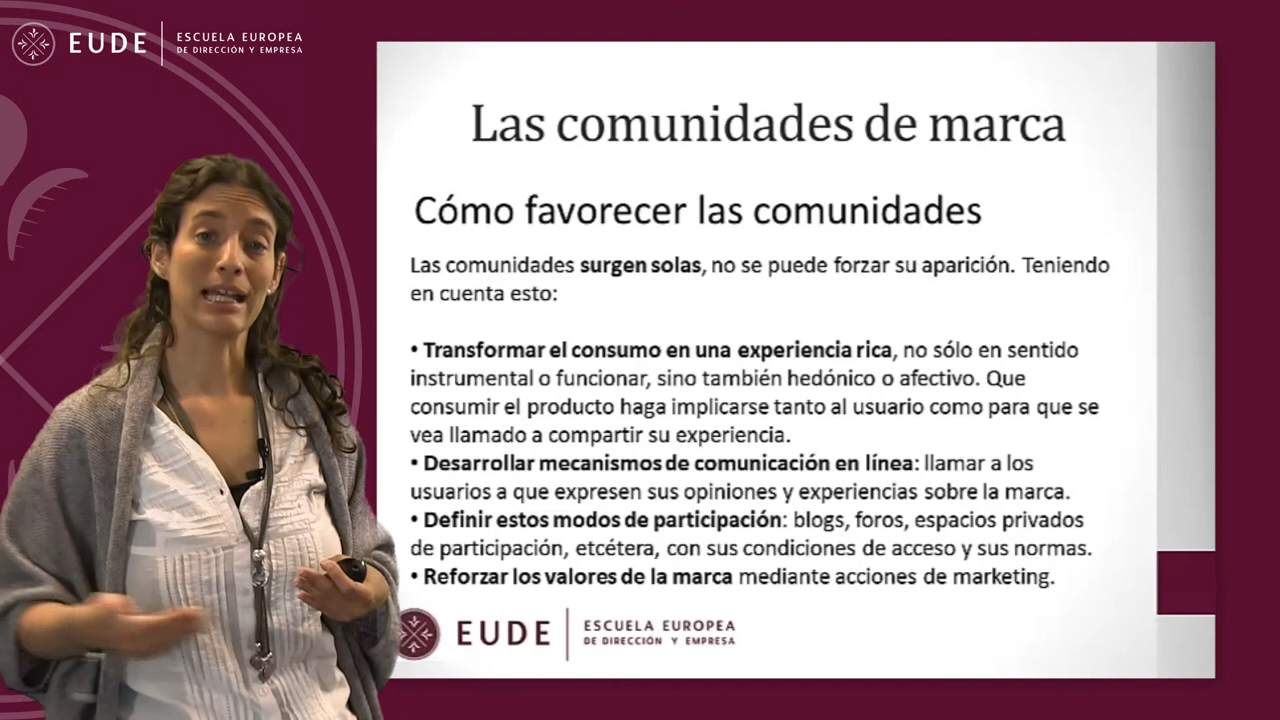 EUDE
ESCUELA EUROPEA
DE DIRECCIÓN Y EMPRESA
Las comunidades de marca
Cómo favorecer las comunidades
Las comunidades surgen solas, no se puede forzar su aparición. Teniendo
en cuenta esto:
• Transformar el consumo en una experiencia rica, no sólo en sentido
instrumental o funcionar, sino también hedónico o afectivo. Que
consumir el producto haga implicarse tanto al usuario como para que se
vea llamado a compartir su experiencia.
• Desarrollar mecanismos de comunicación en línea: llamar a los
usuarios a que expresen sus opiniones y experiencias sobre la marca.
• Definir estos modos de participación: blogs, foros, espacios privados
de participación, etcétera, con sus condiciones de acceso y sus normas.
• Reforzar los valores de la marca mediante acciones de marketing.
EUDE
ESCUELA EUROPEA
DE DIRECCIÓN Y EMPRESA